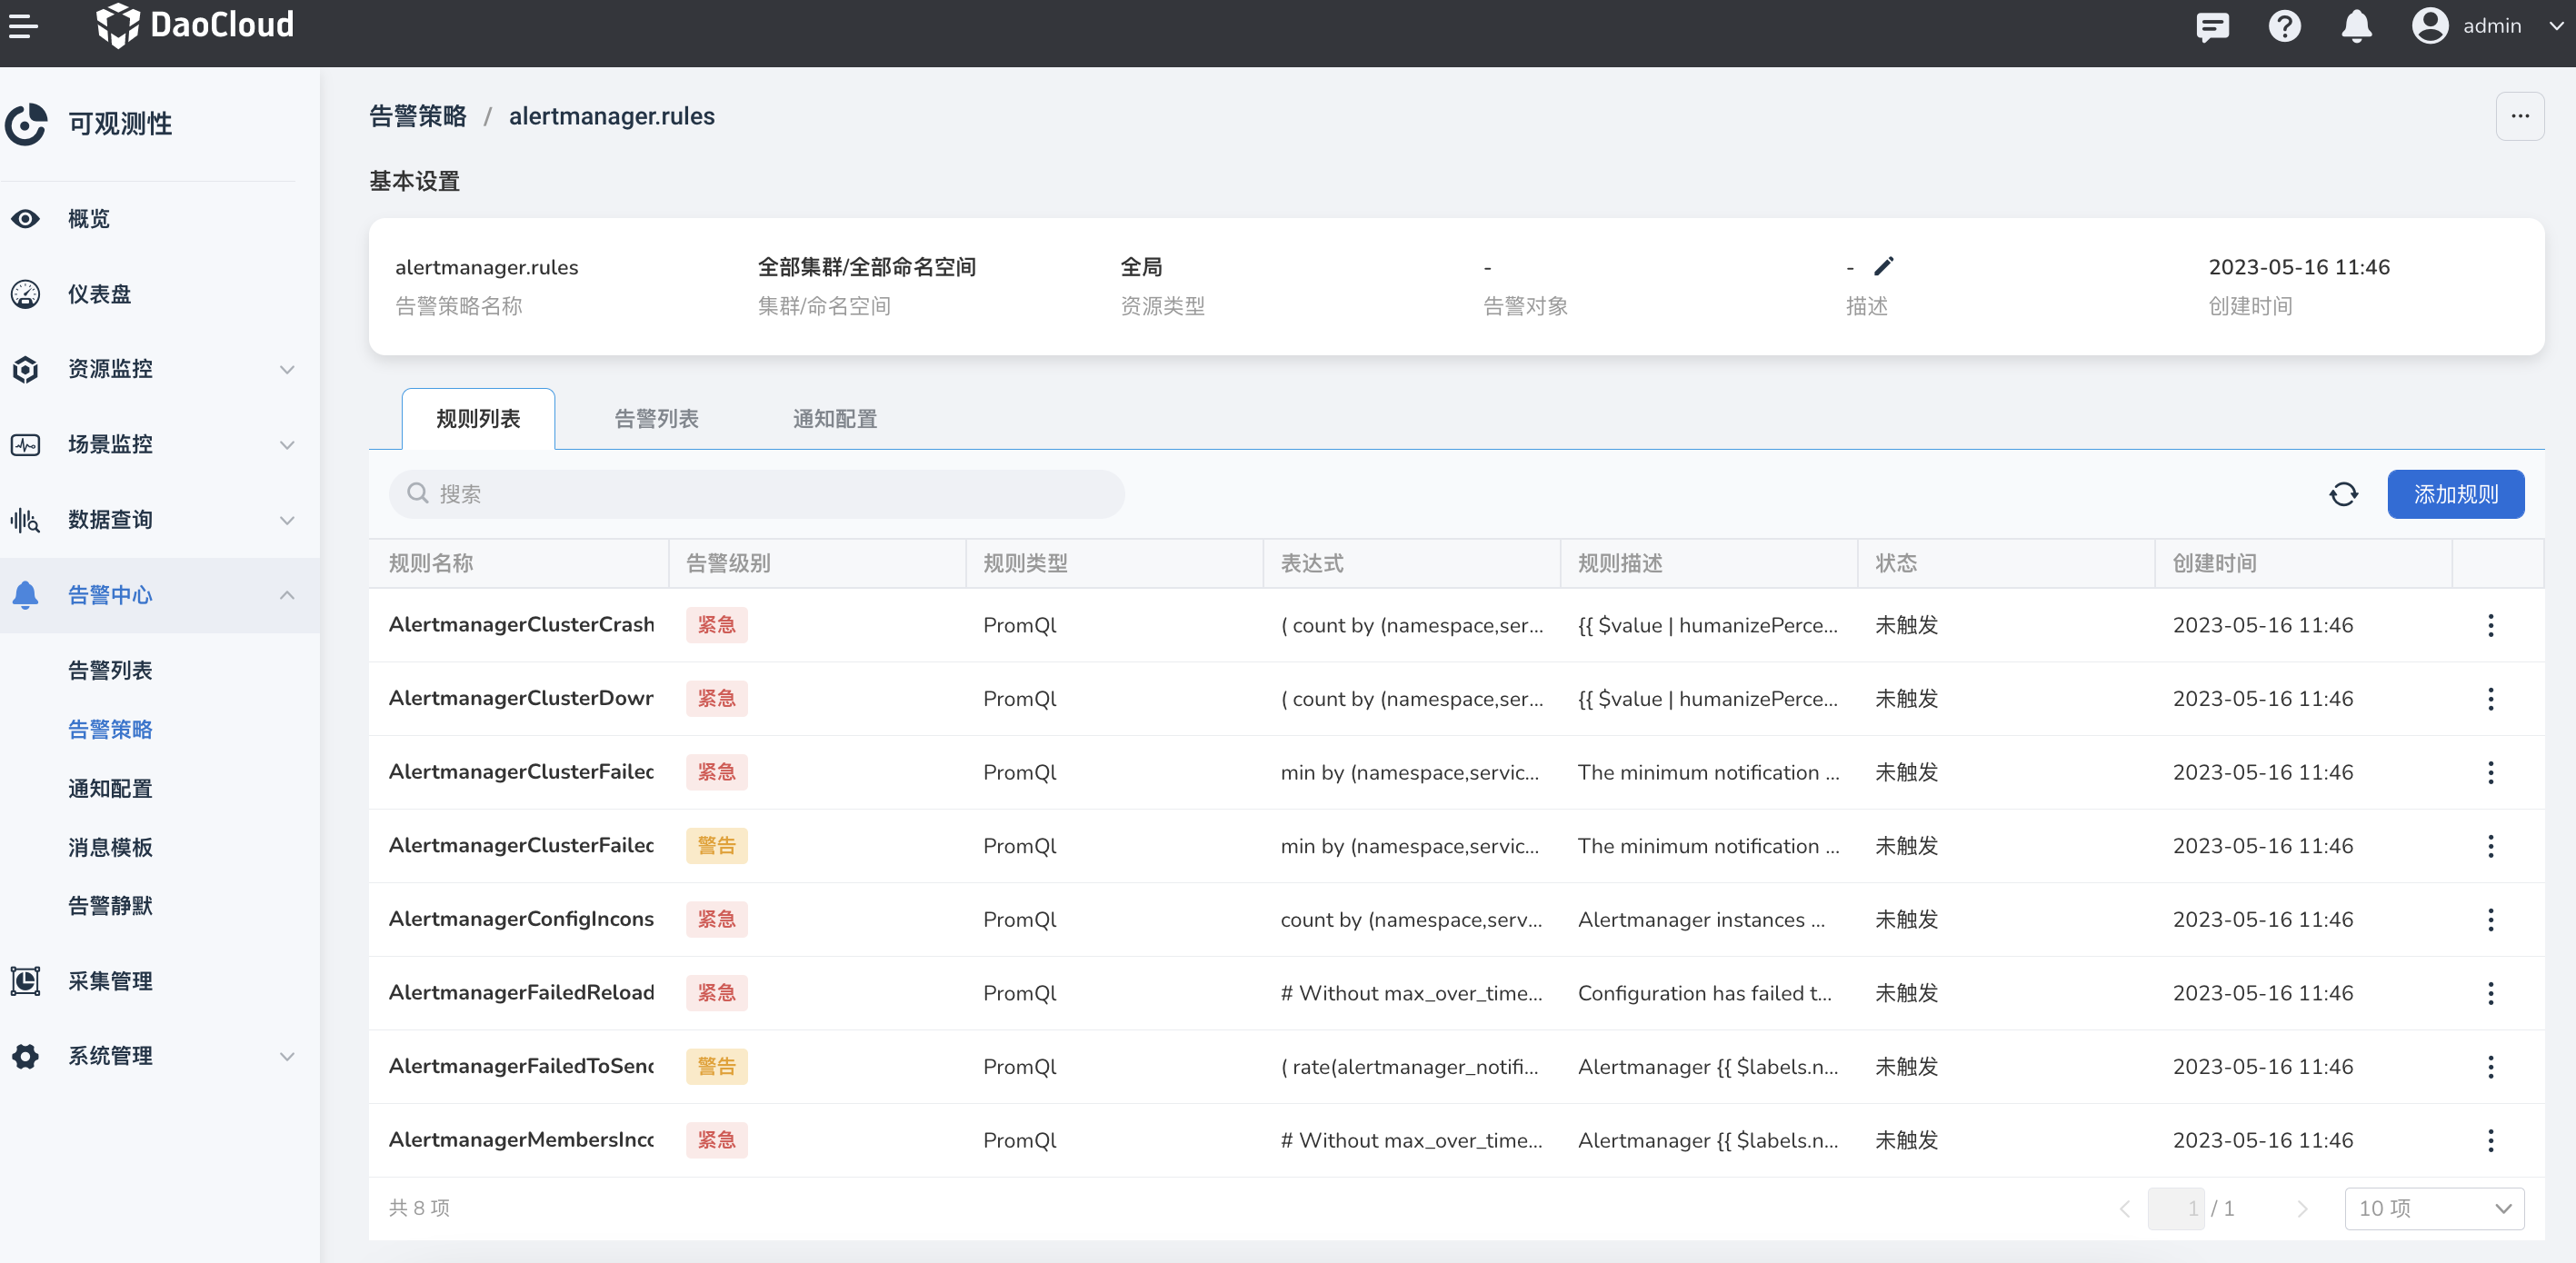 DaoCloud
admin
可观测性
概览
仪表盘
资源监控
场景监控
数据查询
告警中心
告警列表
告警策略
通知配置
消息模板
告警静默
采集管理
系统管理
告警策略 / alertmanager.rules
...
基本设置
alertmanager.rules 全部集群/全部命名空间 全局 - - 2023-05-16 11:46
告警策略名称 集群/命名空间 资源类型 告警对象 描述 创建时间
规则列表 告警列表 通知配置
搜索 添加规则
规则名称 告警级别 规则类型 表达式 规则描述 状态 创建时间
AlertmanagerClusterCrash 紧急 PromQl ( count by (namespace,ser... {{ $value | humanizePerce... 未触发 2023-05-16 11:46
AlertmanagerClusterDown 紧急 PromQl ( count by (namespace,ser... {{ $value | humanizePerce... 未触发 2023-05-16 11:46
AlertmanagerClusterFailed 紧急 PromQl min by (namespace,servic... The minimum notification ... 未触发 2023-05-16 11:46
AlertmanagerClusterFailed 警告 PromQl min by (namespace,servic... The minimum notification ... 未触发 2023-05-16 11:46
AlertmanagerConfigIncons 紧急 PromQl count by (namespace,serv... Alertmanager instances ... 未触发 2023-05-16 11:46
AlertmanagerFailedReload 紧急 PromQl # Without max_over_time... Configuration has failed t... 未触发 2023-05-16 11:46
AlertmanagerFailedToSend 警告 PromQl ( rate(alertmanager_notifi... Alertmanager {{ $labels.n... 未触发 2023-05-16 11:46
AlertmanagerMembersInco 紧急 PromQl # Without max_over_time... Alertmanager {{ $labels.n... 未触发 2023-05-16 11:46
共 8 项 1 / 1 10 项